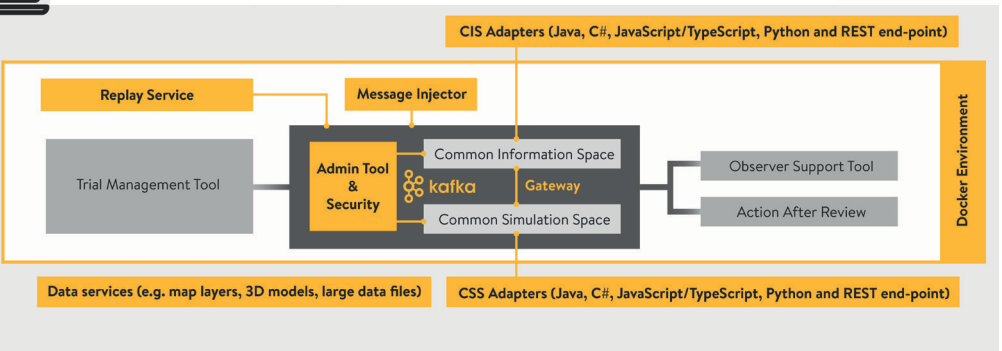 CIS Adapters (Java, C#, JavaScript/TypeScript, Python and REST end-point)
Replay Service
Message Injector
Trial Management Tool
Admin Tool
&
Security
kafka
Common Information Space
Gateway
Common Simulation Space
Observer Support Tool
Action After Review
Docker Environment
Data services (e.g. map layers, 3D models, large data files)
CSS Adapters (Java, C#, JavaScript/TypeScript, Python and REST end-point)